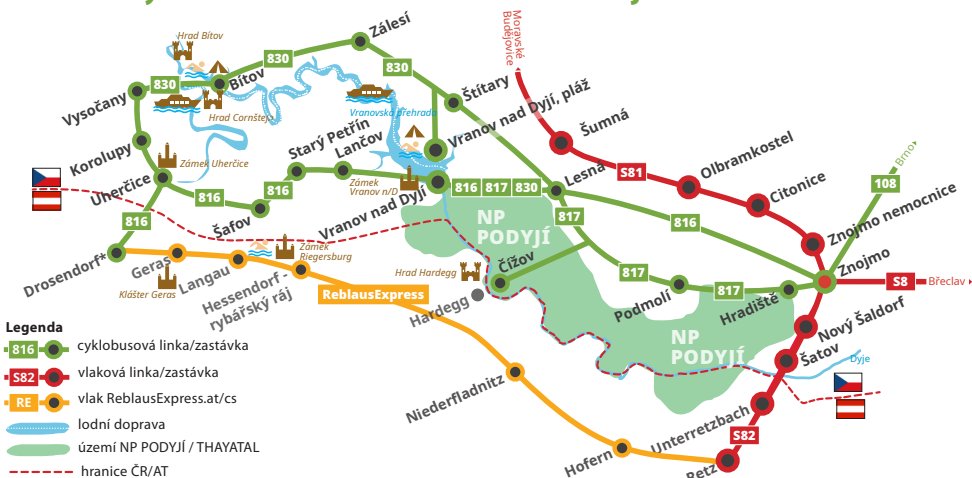 Moravské
Budějovice
Zálesí
Hrad Bítov
830
830
830
Bítov
Štítary
Vysočany
Hrad Cornštejn
Vranovská přehrada
Vranov nad Dyjí, pláž
Šumná
Korolupy
Starý Petřín
Lančov
Zámek Uherčice
Olbramkostel
Brno
Uherčice
Lesná
S81
Citonice
108
816
816
Zámek
Vranov n/D
816 817 830
Znojmo nemocnice
816
Šafov
Vranov nad Dyjí
817
816
NP
PODYJÍ
Znojmo
Drosendorf*
Geras
Zámek
Riegersburg
Čížov
817
S8
Břeclav
Langau
Hrad Hardegg
817
Klášter Geras
Hessendorf -
rybářský ráj
ReblausExpress
Hardegg
Podmolí
Hradiště
Nový Šaldorf
NP
PODYJÍ
Šatov
Dyje
Niederfladnitz
Unterretzbach
S82
Hofern
Retz
Legenda
816 cyklobusová linka/zastávka
S82 vlaková linka/zastávka
RE vlak ReblausExpress.at/cs
lodní doprava
území NP PODYJÍ / THAYATAL
hranice ČR/AT